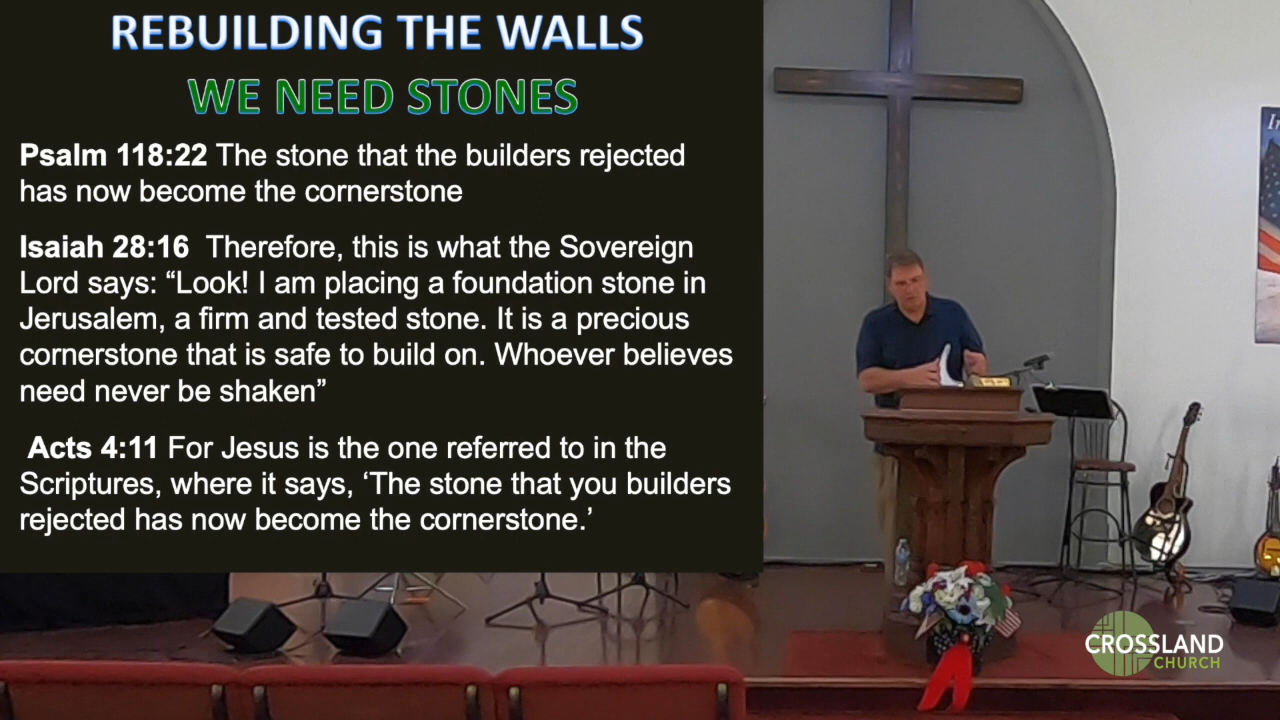 REBUILDING THE WALLS
WE NEED STONES
Psalm 118:22 The stone that the builders rejected
has now become the cornerstone
Isaiah 28:16  Therefore, this is what the Sovereign
Lord says: “Look! I am placing a foundation stone in
Jerusalem, a firm and tested stone. It is a precious
cornerstone that is safe to build on. Whoever believes
need never be shaken”
Acts 4:11 For Jesus is the one referred to in the
Scriptures, where it says, ‘The stone that you builders
rejected has now become the cornerstone.’
CROSSLAND
CHURCH